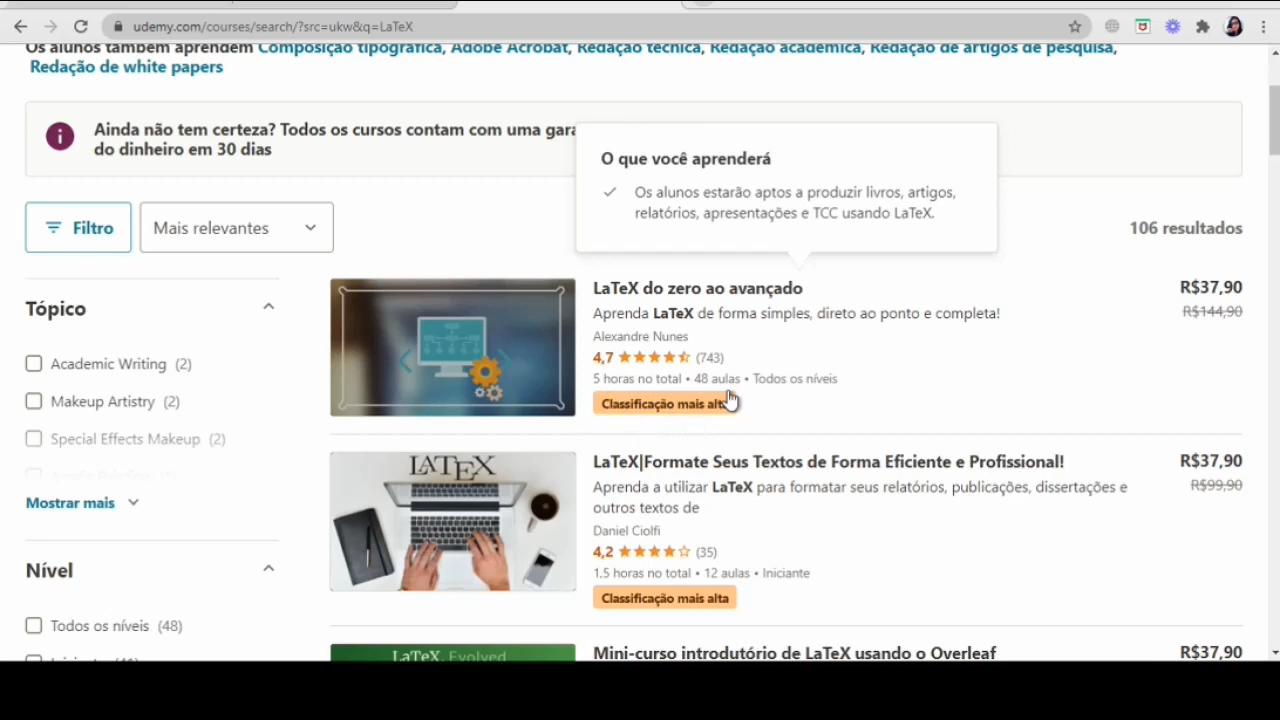 udemy.com/courses/search/?src=ukw&q=LaTeX
Os alunos também aprendem Composição tipográfica, Adobe Acrobat, Redação técnica, Redação acadêmica, Redação de artigos de pesquisa,
Redação de white papers
Ainda não tem certeza? Todos os cursos contam com uma gara
do dinheiro em 30 dias
O que você aprenderá
Os alunos estarão aptos a produzir livros, artigos,
relatórios, apresentações e TCC usando LaTeX.
Filtro
Mais relevantes
106 resultados
Tópico
Academic Writing (2)
Makeup Artistry (2)
Special Effects Makeup (2)
Mostrar mais
Nível
Todos os níveis (48)
LaTeX do zero ao avançado
R$37,90
Aprenda LaTeX de forma simples, direto ao ponto e completa!
R$144,90
Alexandre Nunes
4,7 (743)
5 horas no total • 48 aulas • Todos os níveis
Classificação mais alta
LATEX
LaTeX|Formate Seus Textos de Forma Eficiente e Profissional!
R$37,90
Aprenda a utilizar LaTeX para formatar seus relatórios, publicações, dissertações e
R$99,90
outros textos de
Daniel Ciolfi
4,2 (35)
1,5 horas no total • 12 aulas • Iniciante
Classificação mais alta
LaTeX, Evolved
Mini-curso introdutório de LaTeX usando o Overleaf
R$37,90